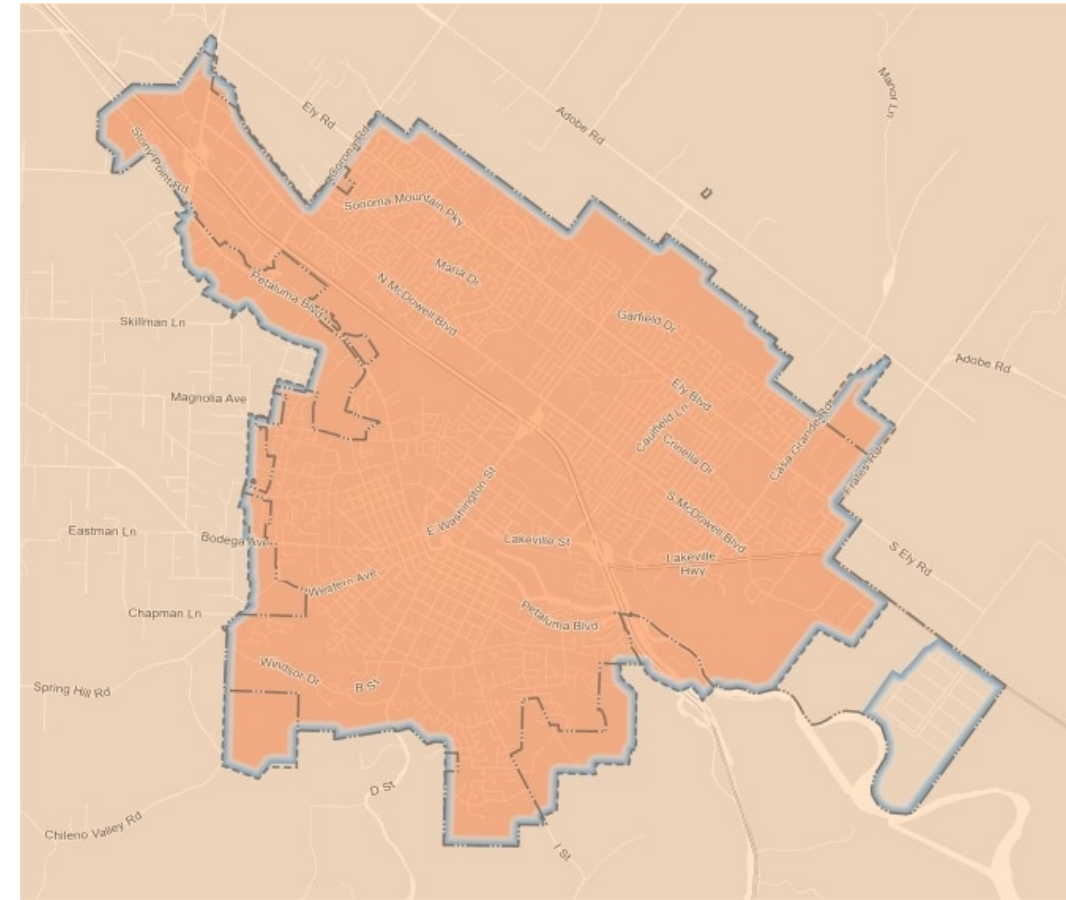 Manor Ln
Ely Rd
Adobe Rd
Corona Rd
Stony Point Rd
Sonoma Mountain Pky
Maria Dr
Petaluma Blvd
N McDowell Blvd
Skillman Ln
Garfield Dr
Adobe Rd
Magnolia Ave
Ely Blvd
Caulfield Ln
Casa Grande Rd
Crinella Dr
Frates Rd
E Washington St
S McDowell Blvd
Eastman Ln
Bodega Ave
Lakeville St
Lakeville
Hwy
S Ely Rd
Western Ave
Chapman Ln
Petaluma Blvd
Windsor Dr
B St
Spring Hill Rd
D St
Chileno Valley Rd
I St